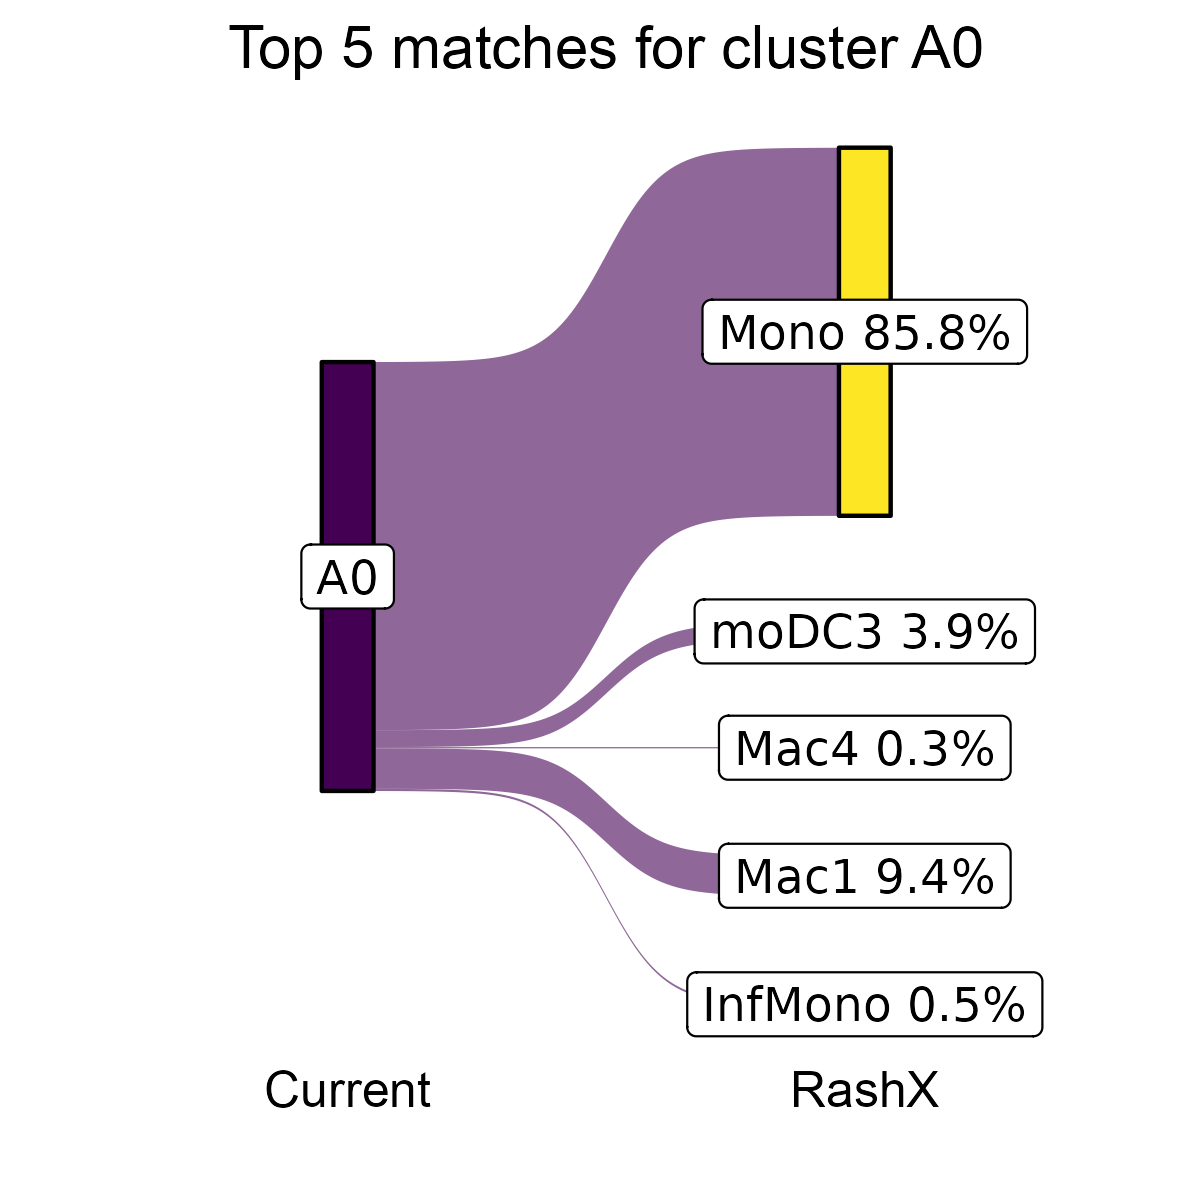 Top 5 matches for cluster A0
Mono 85.8%
A0
moDC3 3.9%
Mac4 0.3%
Mac1 9.4%
InfMono 0.5%
Current
RashX